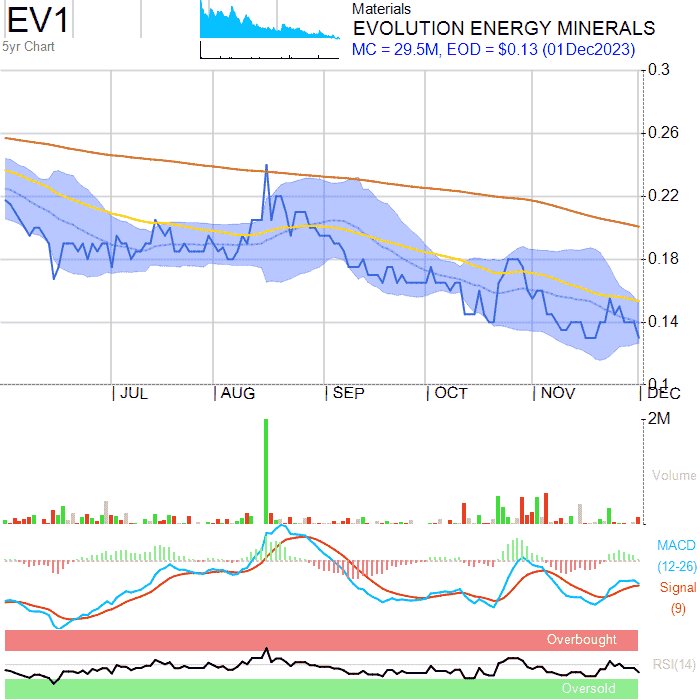 EV1
5yr Chart
Materials
EVOLUTION ENERGY MINERALS
MC = 29.5M, EOD = $0.13 (01Dec2023)
0.3
0.26
0.22
0.18
0.14
0.1
JUL AUG SEP OCT NOV DEC
2M
Volume
MACD
(12-26)
Signal
(9)
Overbought
RSI(14)
Oversold